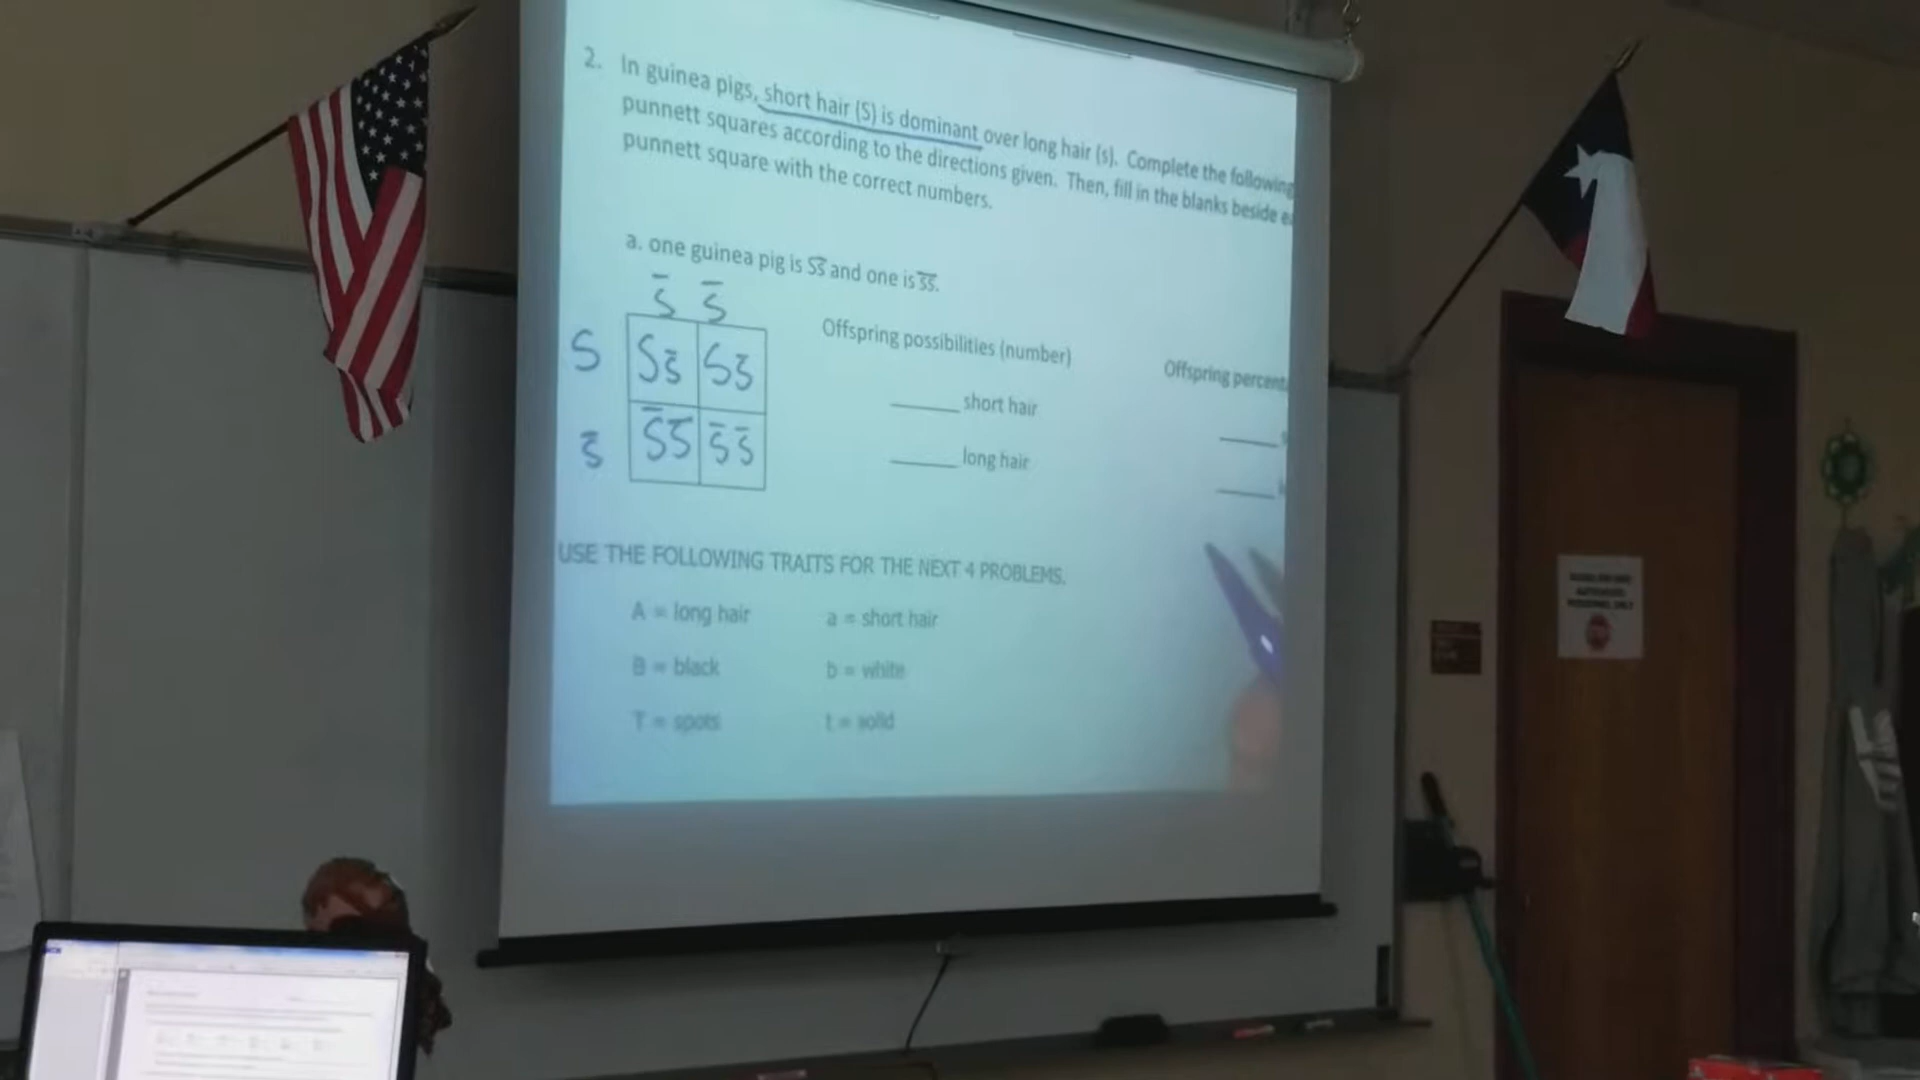 2. In guinea pigs, short hair (S) is dominant over long hair (s). Complete the following
punnett squares according to the directions given. Then, fill in the blanks beside
punnett square with the correct numbers.
a. one guinea pig is Ss̅ and one is s̅s̅.
s̅ s̅
S Ss̅ Ss̅
s̅ s̅s̅ s̅s̅
Offspring possibilities (number)
Offspring
_____ short hair
_____ long hair
USE THE FOLLOWING TRAITS FOR THE NEXT 4 PROBLEMS.
A = long hair a = short hair
B = black b = white
T = spots t = solid